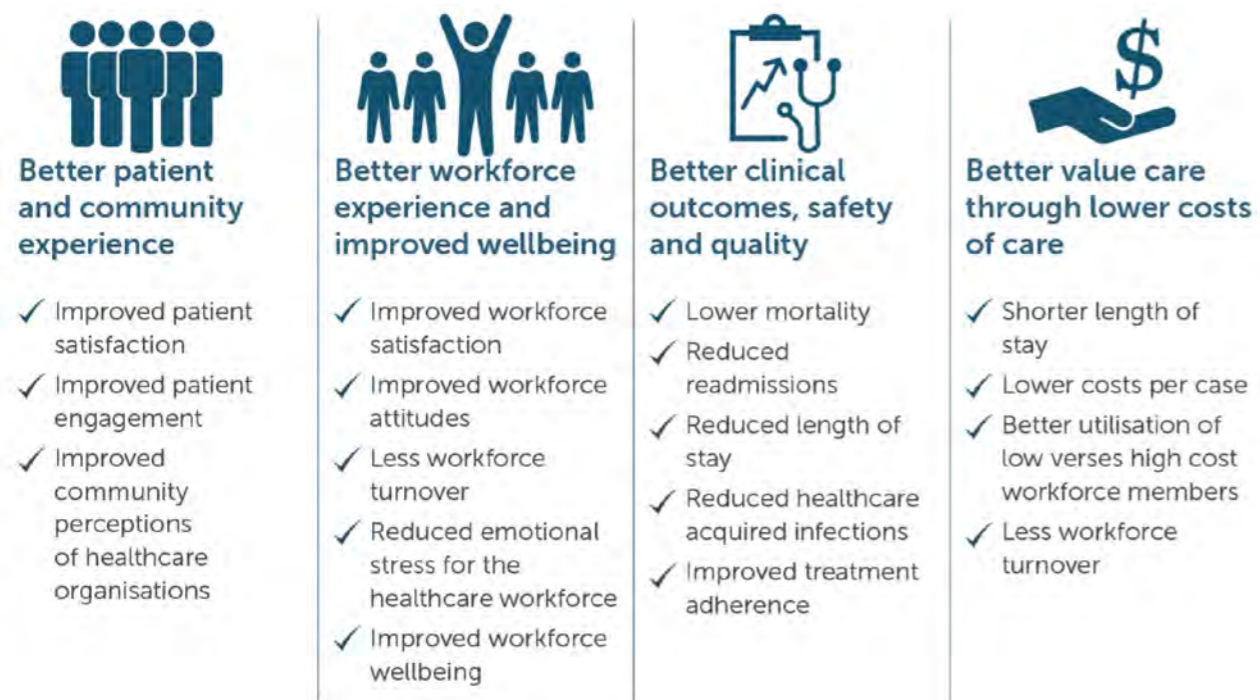 Better patient
and community
experience
✓ Improved patient
satisfaction
✓ Improved patient
engagement
✓ Improved
community
perceptions
of healthcare
organisations
Better workforce
experience and
improved wellbeing
✓ Improved workforce
satisfaction
✓ Improved workforce
attitudes
✓ Less workforce
turnover
✓ Reduced emotional
stress for the
healthcare workforce
✓ Improved workforce
wellbeing
Better clinical
outcomes, safety
and quality
✓ Lower mortality
✓ Reduced
readmissions
✓ Reduced length of
stay
✓ Reduced healthcare
acquired infections
✓ Improved treatment
adherence
$
Better value care
through lower costs
of care
✓ Shorter length of
stay
✓ Lower costs per case
✓ Better utilisation of
low verses high cost
workforce members
✓ Less workforce
turnover